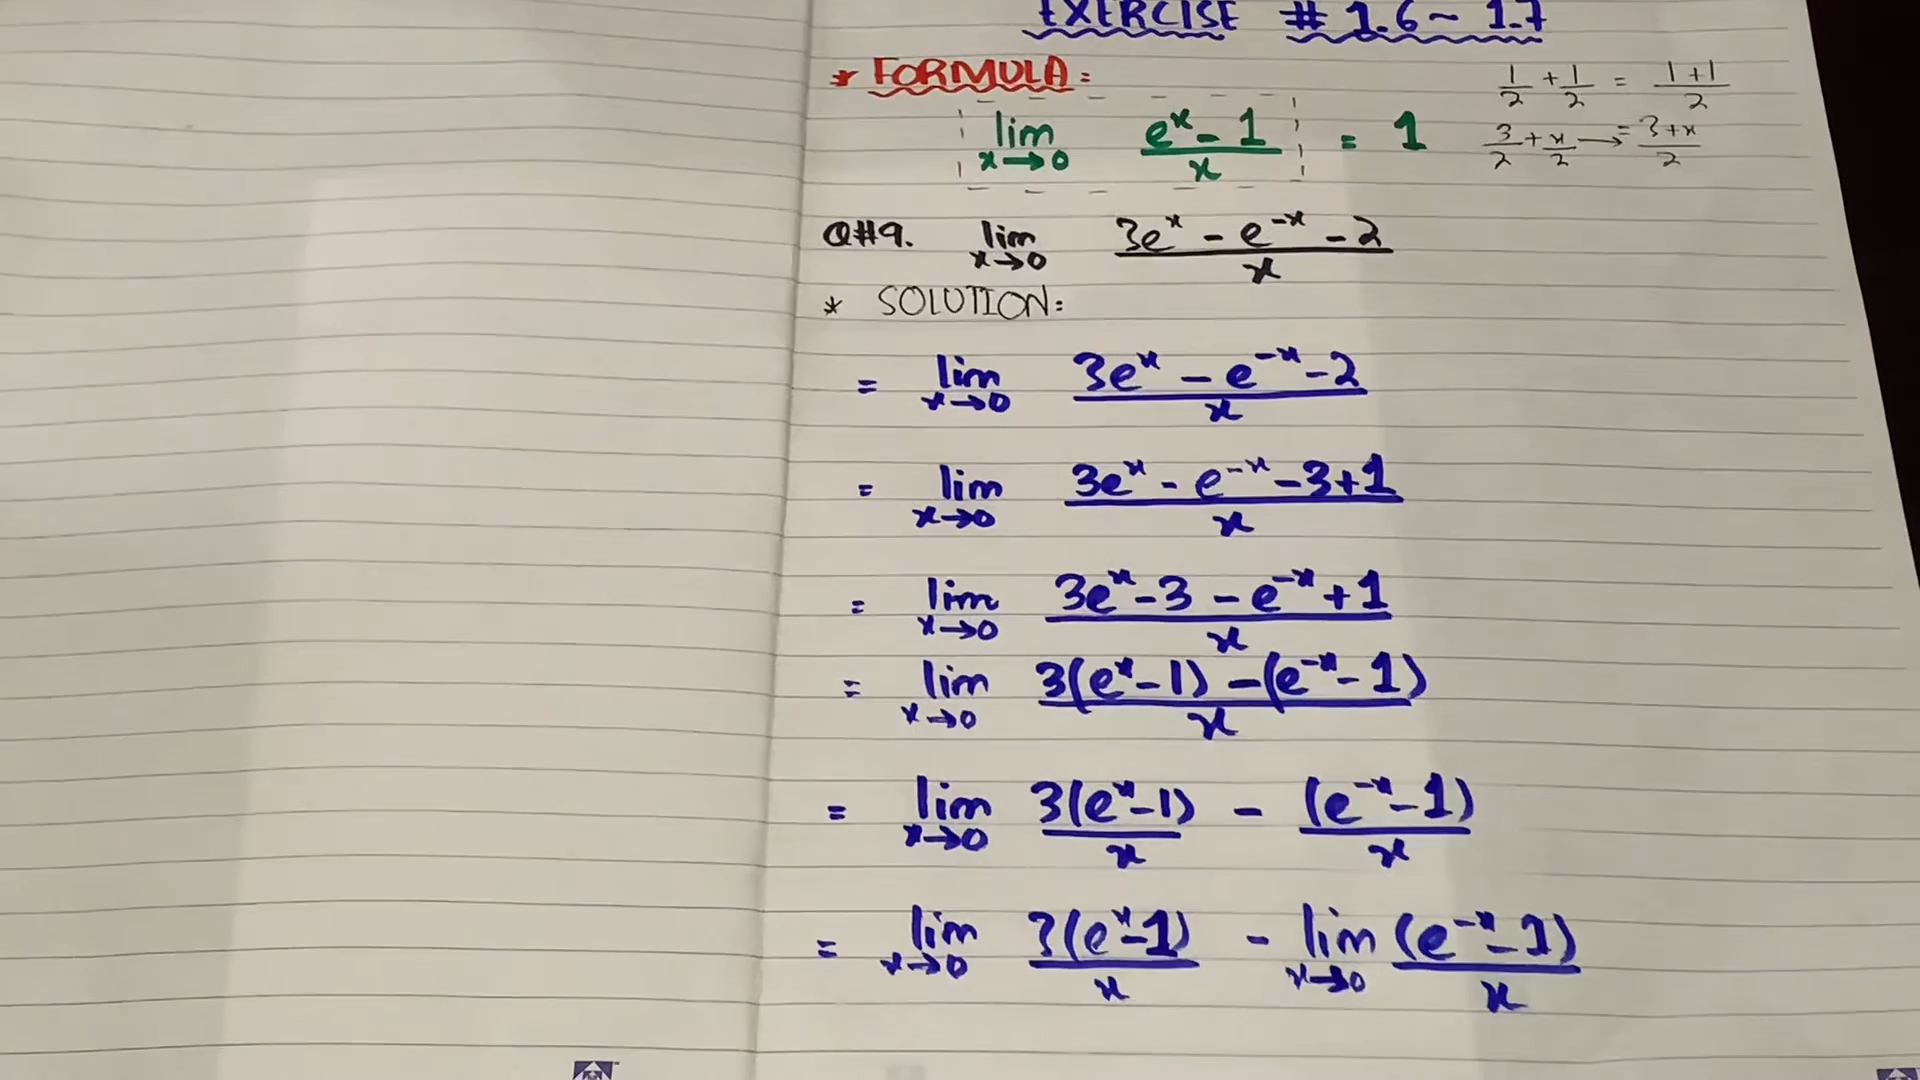 EXERCISE # 1.6 ~ 1.7
* FORMULA:
lim x→0 (e^x - 1)/x = 1
1/2 + 1/2 = (1+1)/2
3/2 + x/2 → = (3+x)/2
Q#9. lim x→0 (3e^x - e^-x - 2)/x
* SOLUTION:
= lim x→0 (3e^x - e^-x - 2)/x
= lim x→0 (3e^x - e^-x - 3 + 1)/x
= lim x→0 (3e^x - 3 - e^-x + 1)/x
= lim x→0 (3(e^x - 1) - (e^-x - 1))/x
= lim x→0 3(e^x - 1)/x - (e^-x - 1)/x
= lim x→0 3(e^x - 1)/x - lim x→0 (e^-x - 1)/x